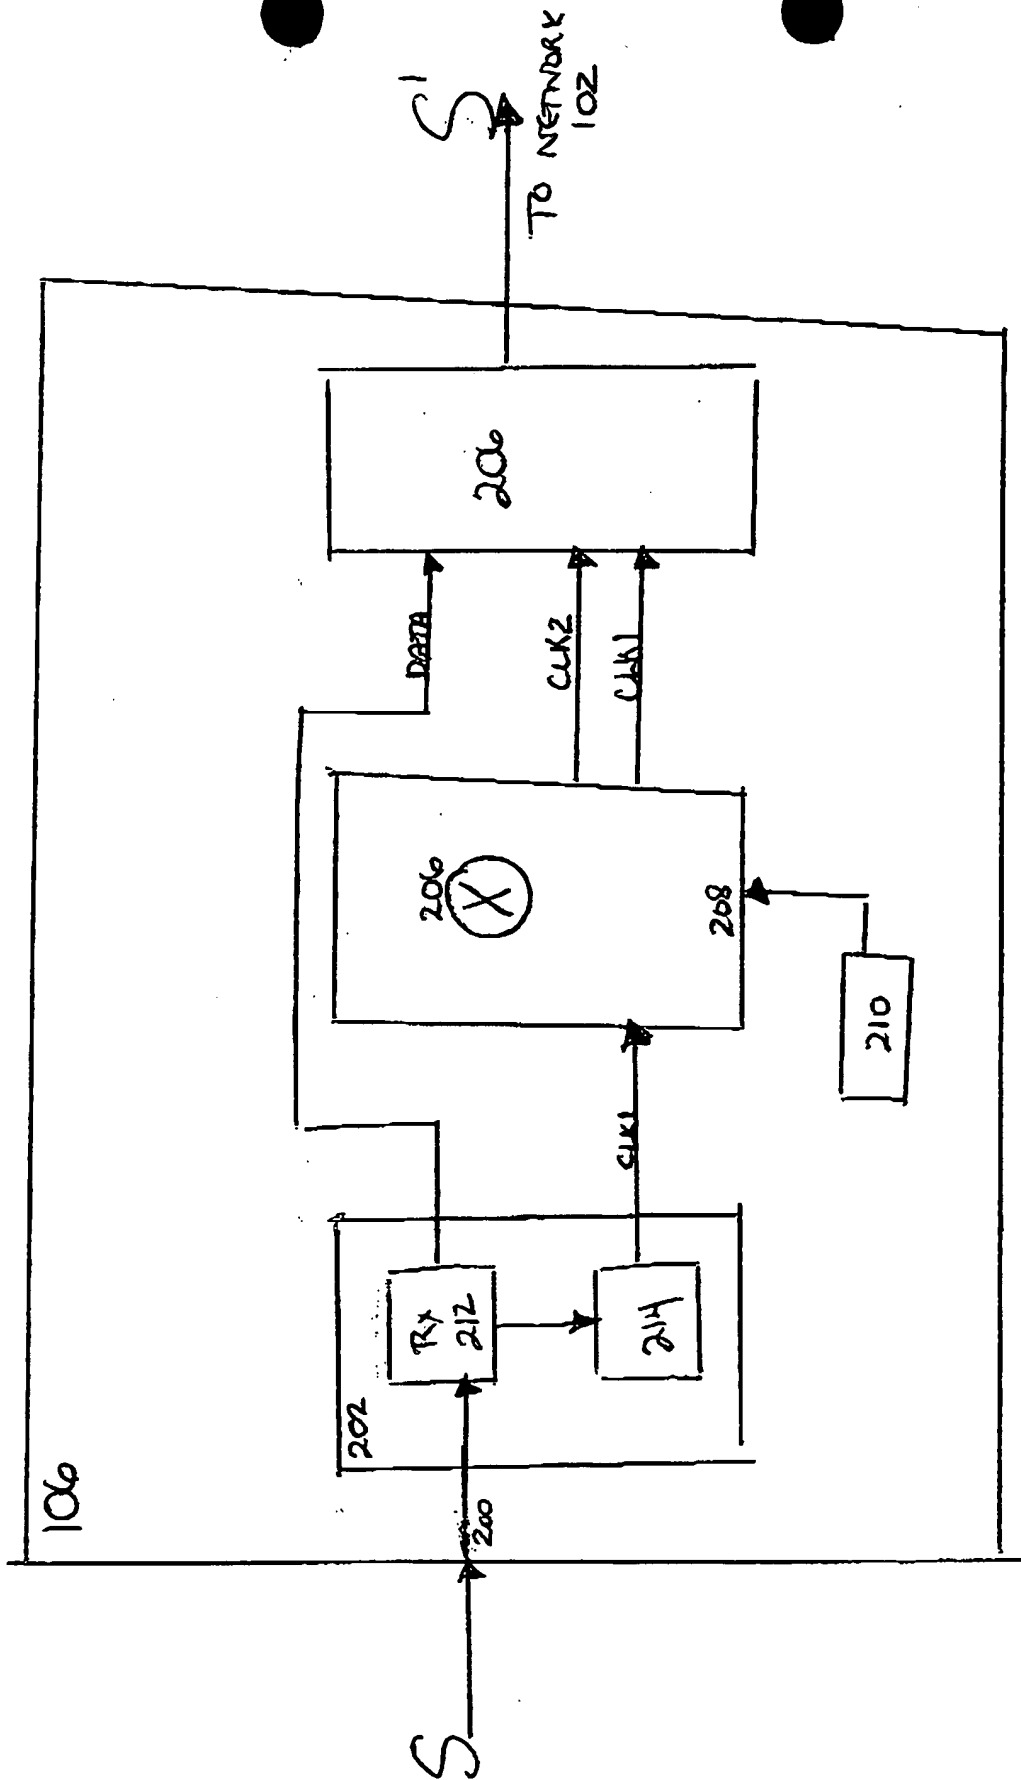 106
S
200
202
Rx
212
214
CLK1
206
X
208
210
DATA
CLK2
CLK1
206
S'
TO NETWORK
102